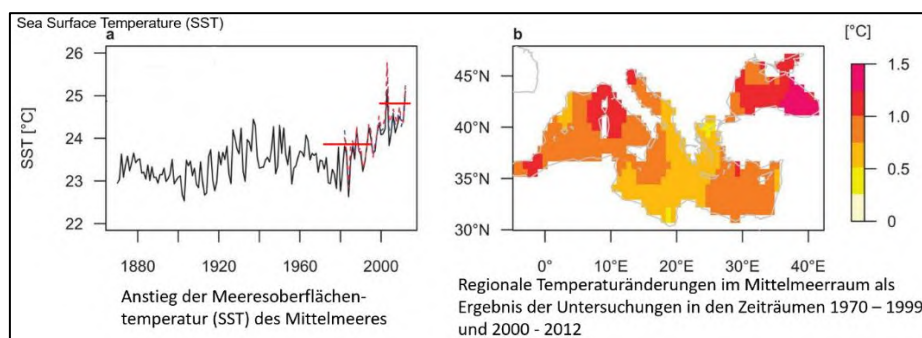 Sea Surface Temperature (SST)
a
26
25
24
23
22
SST [°C]
1880
1920
1960
2000
Anstieg der Meeresoberflächen-
temperatur (SST) des Mittelmeeres
b
[°C]
45°N
40°N
35°N
30°N
0°
10°E
20°E
30°E
40°E
1.5
1.0
0.5
0
Regionale Temperaturänderungen im Mittelmeerraum als
Ergebnis der Untersuchungen in den Zeiträumen 1970 – 1999
und 2000 - 2012